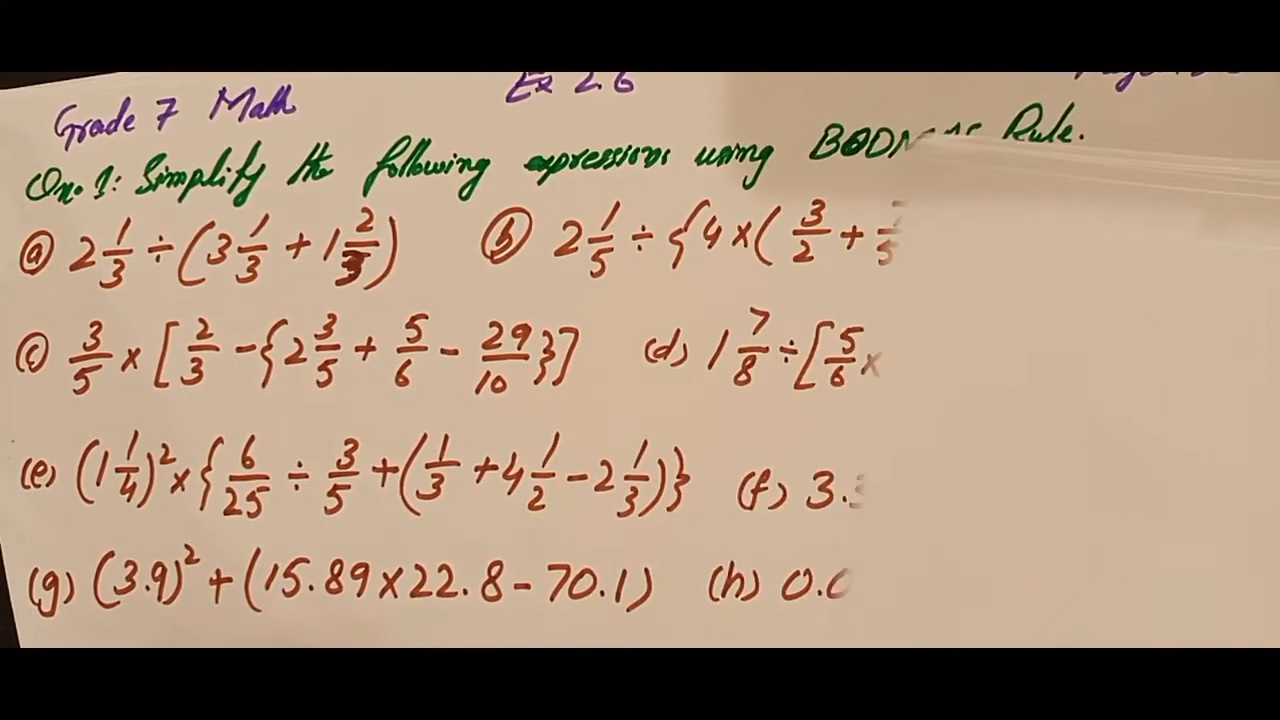 Grade 7 Math Ex 2.6
Qn. 1: Simplify the following expressions using Rule.
(a) 2 1/3 ÷ (3 1/3 + 1 2/3) (b) 2 1/5 ÷ {4 × ( 3/2 +
(c) 3/5 × [2/3 - {2 3/5 + 5/6 - 29/10}] (d) 1 7/8 ÷ [5/6 ×
(e) (1 1/4)² × {6/25 ÷ 3/5 + (1/3 + 4 1/2 - 2 1/3)} (f) 3.
(g) (3.9)² + (15.89 × 22.8 - 70.1) (h) 0.